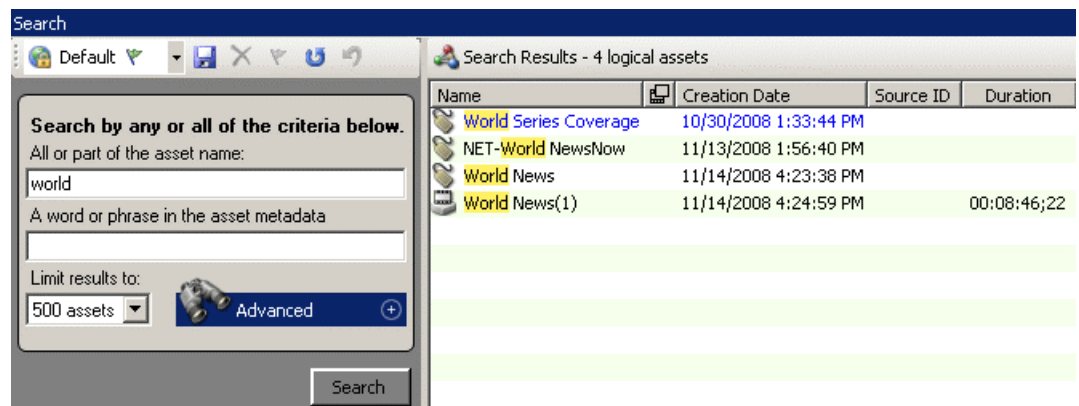 Search
Default
Search by any or all of the criteria below.
All or part of the asset name:
world
A word or phrase in the asset metadata
Limit results to:
500 assets
Advanced
Search
Search Results - 4 logical assets
Name Creation Date Source ID Duration
World Series Coverage 10/30/2008 1:33:44 PM
NET-World NewsNow 11/13/2008 1:56:40 PM
World News 11/14/2008 4:23:38 PM
World News(1) 11/14/2008 4:24:59 PM 00:08:46;22